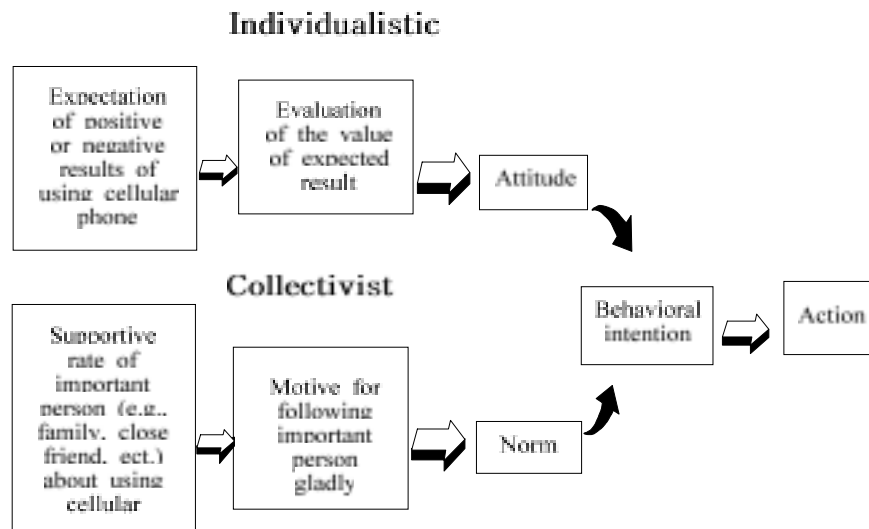 Individualistic
Expectation
of positive
or negative
results of
using cellular
phone
Evaluation
of the value
of expected
result
Attitude
Collectivist
Supportive
rate of
important
person (e.g.,
family, close
friend, ect.)
about using
cellular
Motive for
following
important
person
gladly
Norm
Behavioral
intention
Action